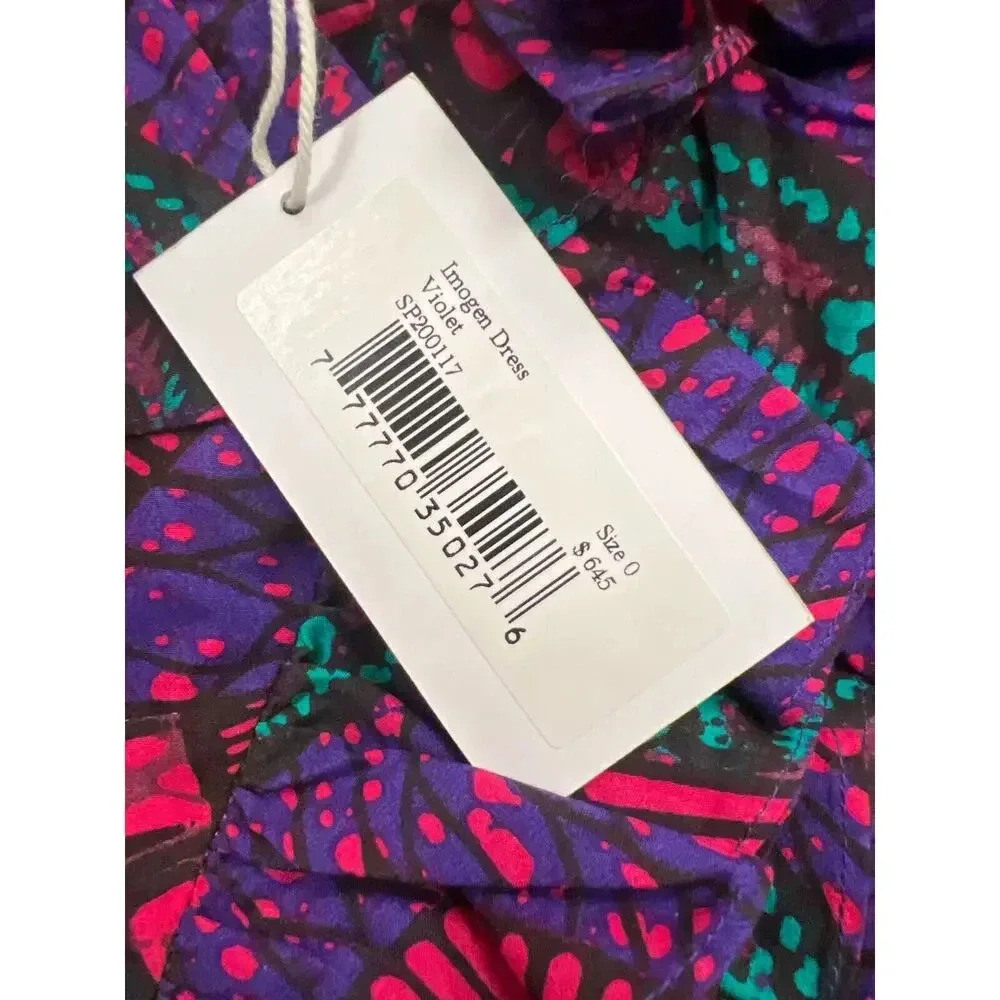 Imogen Dress
Violet
SP200117
7 77770 35027 6
Size 0
$ 645